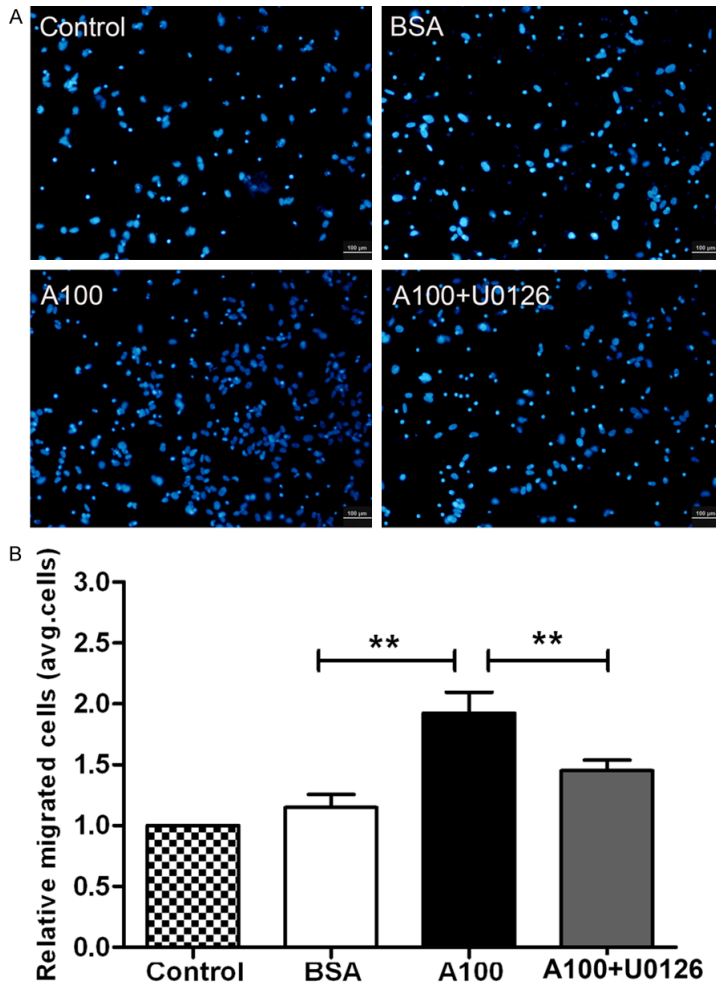 A
Control
BSA
100 µm
100 µm
A100
A100+U0126
100 µm
100 µm
B
Relative migrated cells (avg.cells)
3.0
2.5
2.0
1.5
1.0
0.5
0.0
**
**
Control
BSA
A100
A100+U0126